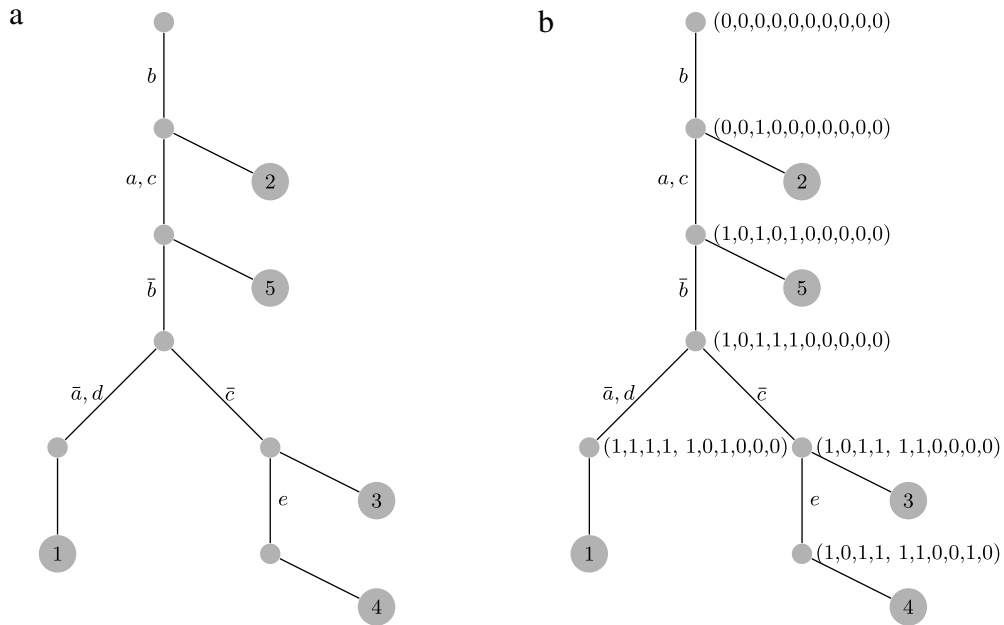 a
b
a, c
2
5
b̄
ā, d
c̄
3
e
1
4
b
(0,0,0,0,0,0,0,0,0,0)
b
(0,0,1,0,0,0,0,0,0,0)
a, c
2
(1,0,1,0,1,0,0,0,0,0)
b̄
5
(1,0,1,1,1,0,0,0,0,0)
ā, d
c̄
(1,1,1,1, 1,0,1,0,0,0)
(1,0,1,1, 1,1,0,0,0,0)
e
3
1
(1,0,1,1, 1,1,0,0,1,0)
4